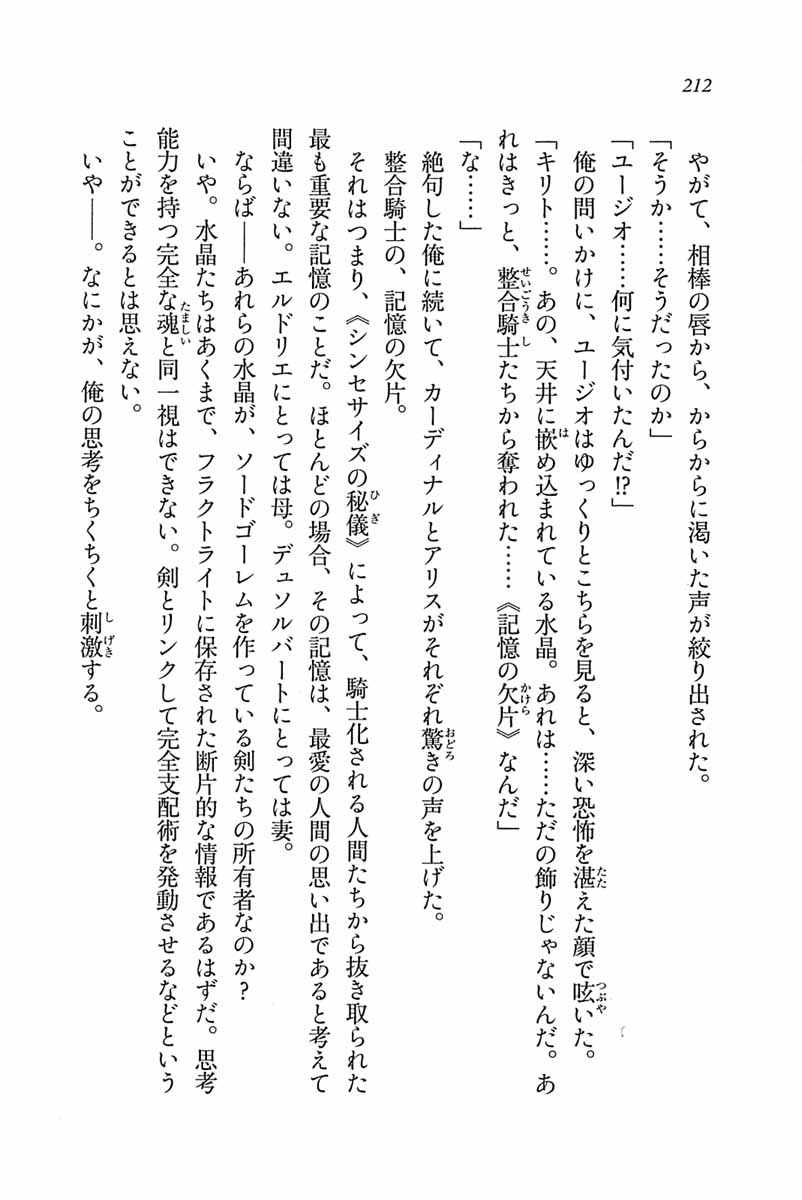 212
やがて、相棒の唇から、からからに渇いた声が絞り出された。
「そうか……そうだったのか」
「ユージオ……何に気付いたんだ!?」
俺の問いかけに、ユージオはゆっくりとこちらを見ると、深い恐怖を湛えた顔で呟いた。
「キリト……。あの、天井に嵌め込まれている水晶。あれは……ただの飾りじゃないんだ。あ
れはきっと、整合騎士たちから奪われた……《記憶の欠片》なんだ」
「な……」
絶句した俺に続いて、カーディナルとアリスがそれぞれ驚きの声を上げた。
整合騎士の、記憶の欠片。
それはつまり、《シンセサイズの秘儀》によって、騎士化される人間たちから抜き取られた
最も重要な記憶のことだ。ほとんどの場合、その記憶は、最愛の人間の思い出であると考えて
間違いない。エルドリエにとっては母。デュソルバートにとっては妻。
ならば――あれらの水晶が、ソードゴーレムを作っている剣たちの所有者なのか?
いや。水晶たちはあくまで、フラクトライトに保存された断片的な情報であるはずだ。思考
能力を持つ完全な魂と同一視はできない。剣とリンクして完全支配術を発動させるなどという
ことができるとは思えない。
いや――。なにかが、俺の思考をちくちくと刺激する。